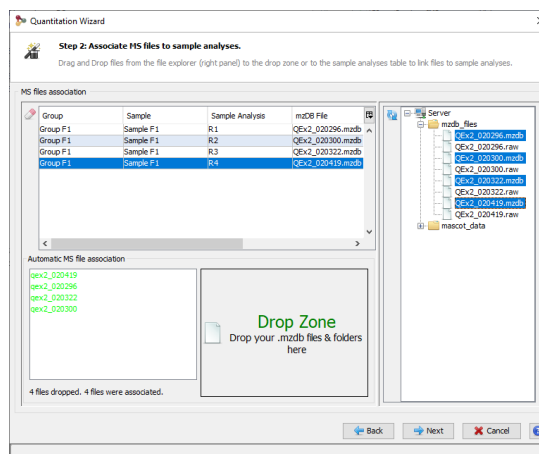 Quantitation Wizard
Step 2: Associate MS files to sample analyses.
Drag and Drop files from the file explorer (right panel) to the drop zone or to the sample analyses table to link files to sample analyses.
MS files association
Group Sample Sample Analysis mzDB File
Group F1 Sample F1 R1 QEx2_020296.mzdb
Group F1 Sample F1 R2 QEx2_020300.mzdb
Group F1 Sample F1 R3 QEx2_020322.mzdb
Group F1 Sample F1 R4 QEx2_020419.mzdb
Automatic MS file association
qex2_020419
qex2_020296
qex2_020322
qex2_020300
Drop Zone
Drop your .mzdb files & folders
here
4 files dropped. 4 files were associated.
Server
mzdb_files
QEx2_020296.mzdb
QEx2_020296.raw
QEx2_020300.mzdb
QEx2_020300.raw
QEx2_020322.mzdb
QEx2_020322.raw
QEx2_020419.mzdb
QEx2_020419.raw
mascot_data
Back Next Cancel